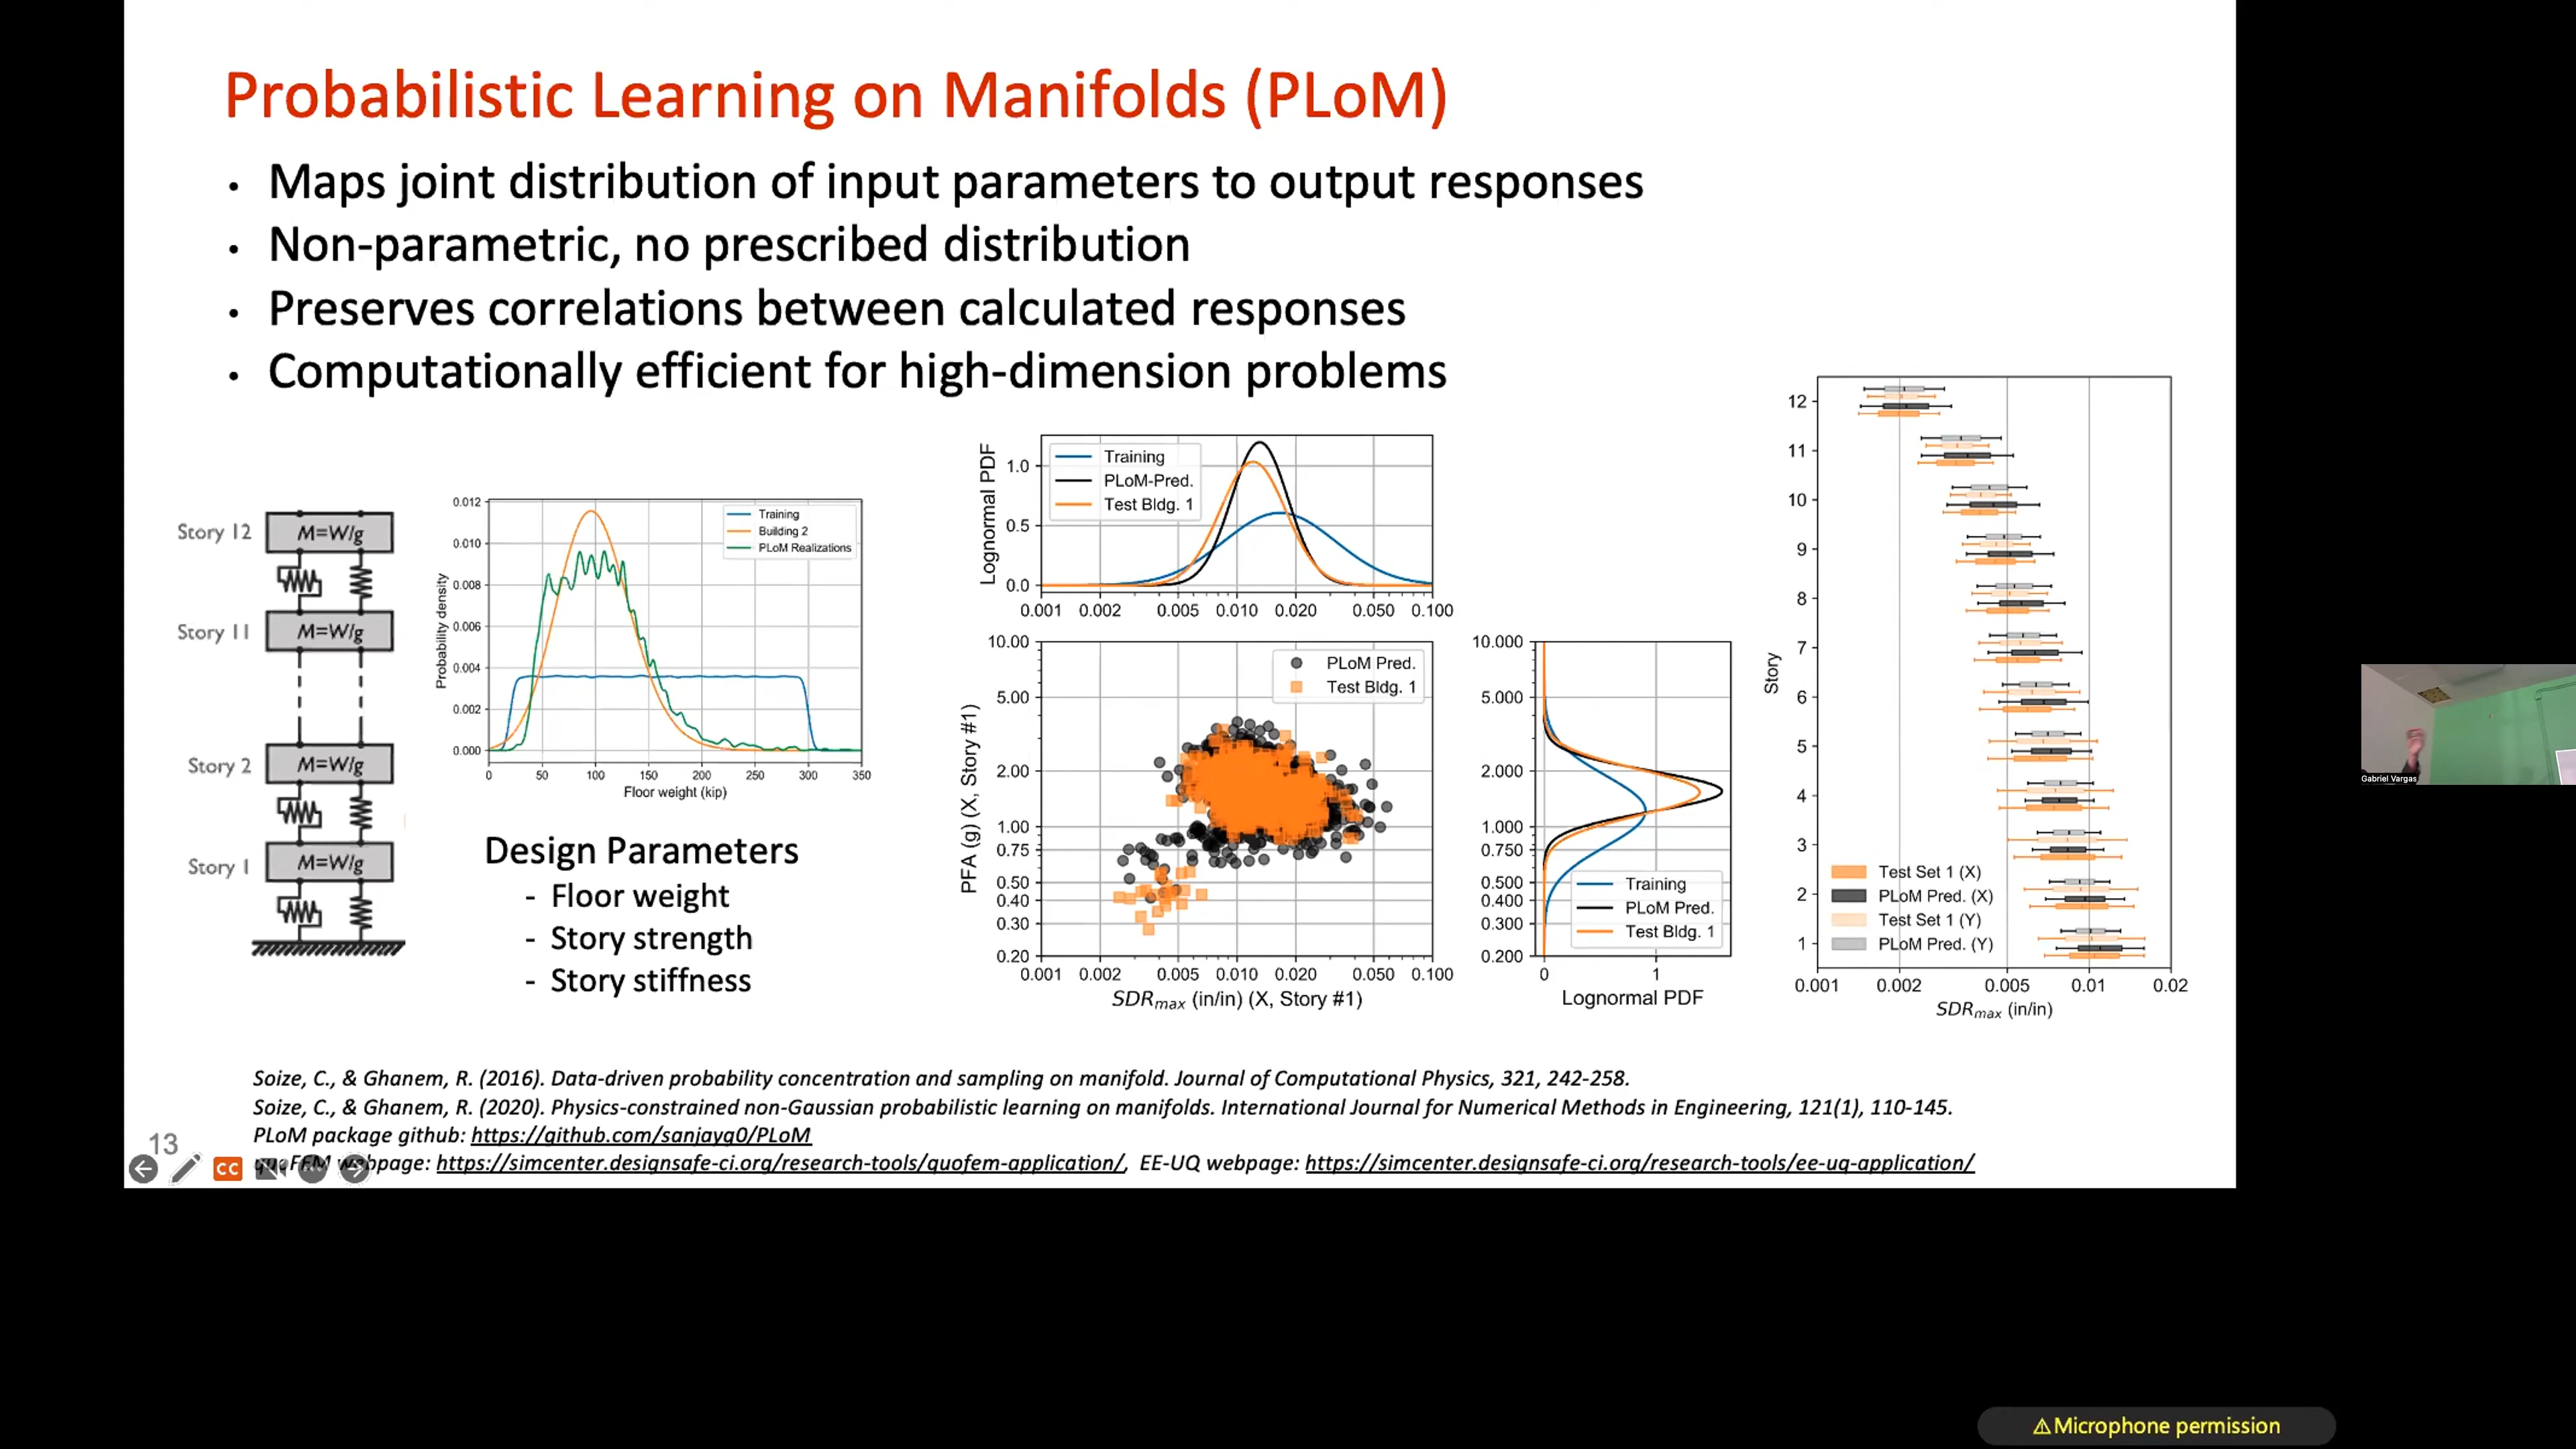 Probabilistic Learning on Manifolds (PLoM)
• Maps joint distribution of input parameters to output responses
• Non-parametric, no prescribed distribution
• Preserves correlations between calculated responses
• Computationally efficient for high-dimension problems
Story 12
M=W/g
Story 11
M=W/g
Story 2
M=W/g
Story 1
M=W/g
0.012
0.010
0.008
0.006
0.004
0.002
0.000
Probability density
Training
Building 2
PLoM Realizations
0 50 100 150 200 250 300 350
Floor weight (kip)
Design Parameters
- Floor weight
- Story strength
- Story stiffness
Lognormal PDF
1.0
0.5
0.0
Training
PLoM-Pred.
Test Bldg. 1
0.001 0.002 0.005 0.010 0.020 0.050 0.100
PFA (g) (X, Story #1)
10.00
5.00
2.00
1.00
0.75
0.50
0.40
0.30
0.20
PLoM Pred.
Test Bldg. 1
0.001 0.002 0.005 0.010 0.020 0.050 0.100
SDRmax (in/in) (X, Story #1)
10.000
5.000
2.000
1.000
0.750
0.500
0.400
0.300
0.200
Training
PLoM Pred.
Test Bldg. 1
0 1
Lognormal PDF
Story
12
11
10
9
8
7
6
5
4
3
2
1
Test Set 1 (X)
PLoM Pred. (X)
Test Set 1 (Y)
PLoM Pred. (Y)
0.001 0.002 0.005 0.01 0.02
SDRmax (in/in)
Soize, C., & Ghanem, R. (2016). Data-driven probability concentration and sampling on manifold. Journal of Computational Physics, 321, 242-258.
Soize, C., & Ghanem, R. (2020). Physics-constrained non-Gaussian probabilistic learning on manifolds. International Journal for Numerical Methods in Engineering, 121(1), 110-145.
PLoM package github: https://github.com/sanjayg0/PLoM
webpage: https://simcenter.designsafe-ci.org/research-tools/quofem-application/, EE-UQ webpage: https://simcenter.designsafe-ci.org/research-tools/ee-uq-application/
13
CC
Gabriel Vargas
Microphone permission